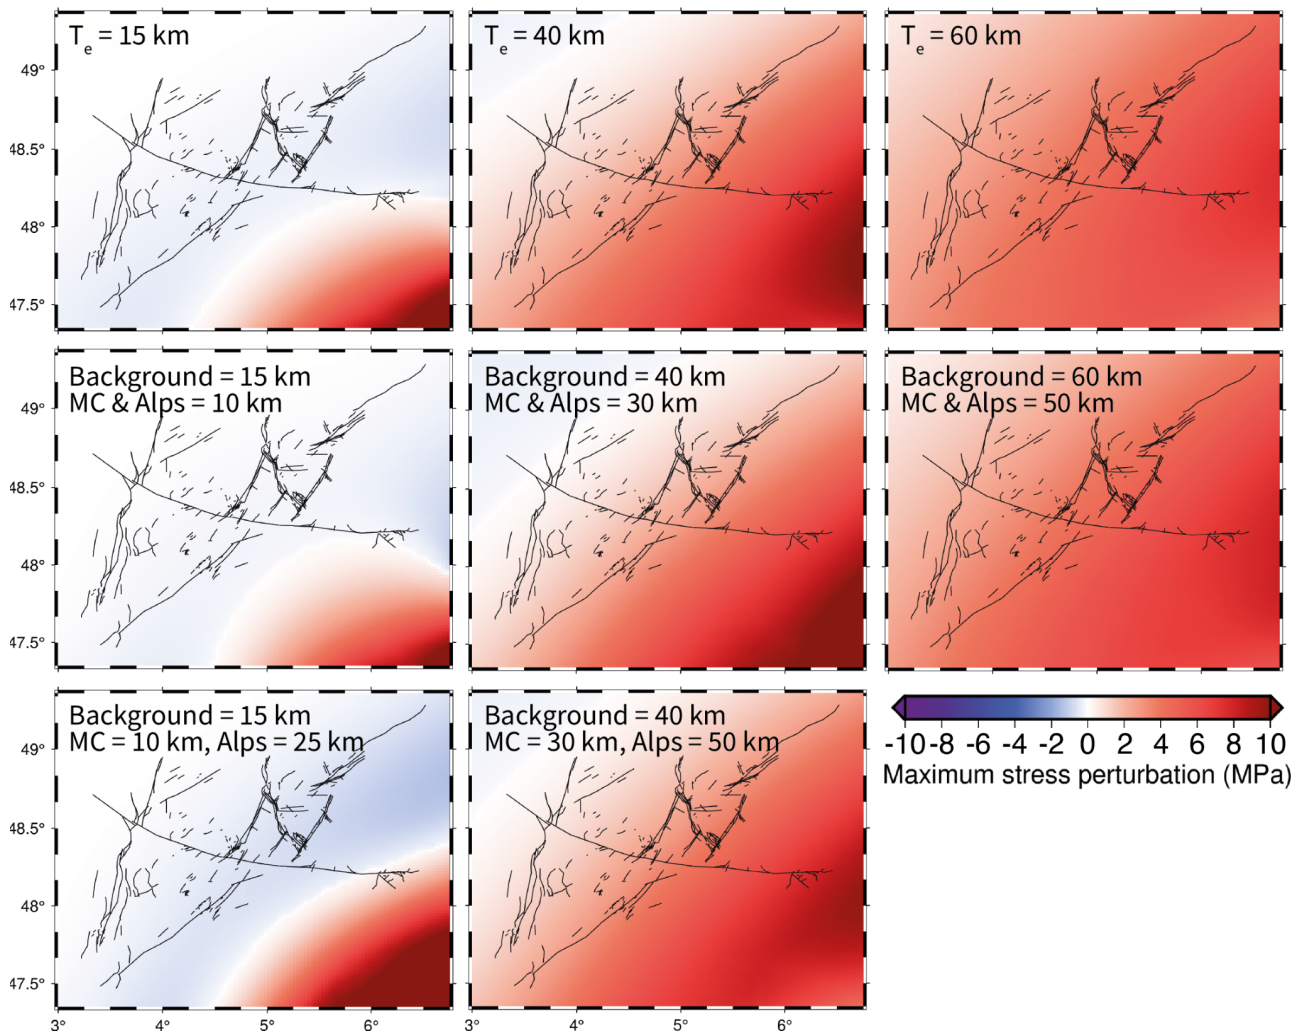 T_e = 15 km
T_e = 40 km
T_e = 60 km
49°
48.5°
48°
47.5°
Background = 15 km
MC & Alps = 10 km
Background = 40 km
MC & Alps = 30 km
Background = 60 km
MC & Alps = 50 km
49°
48.5°
48°
47.5°
Background = 15 km
MC = 10 km, Alps = 25 km
Background = 40 km
MC = 30 km, Alps = 50 km
49°
48.5°
48°
47.5°
3° 4° 5° 6°
4° 5° 6°
-10 -8 -6 -4 -2 0 2 4 6 8 10
Maximum stress perturbation (MPa)